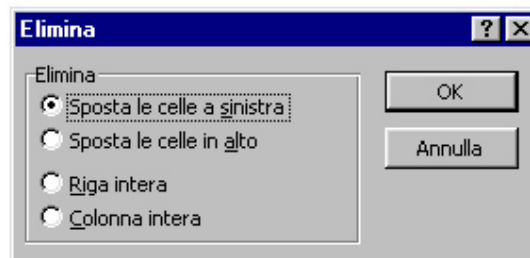 Elimina
Elimina
Sposta le celle a sinistra
OK
Sposta le celle in alto
Annulla
Riga intera
Colonna intera